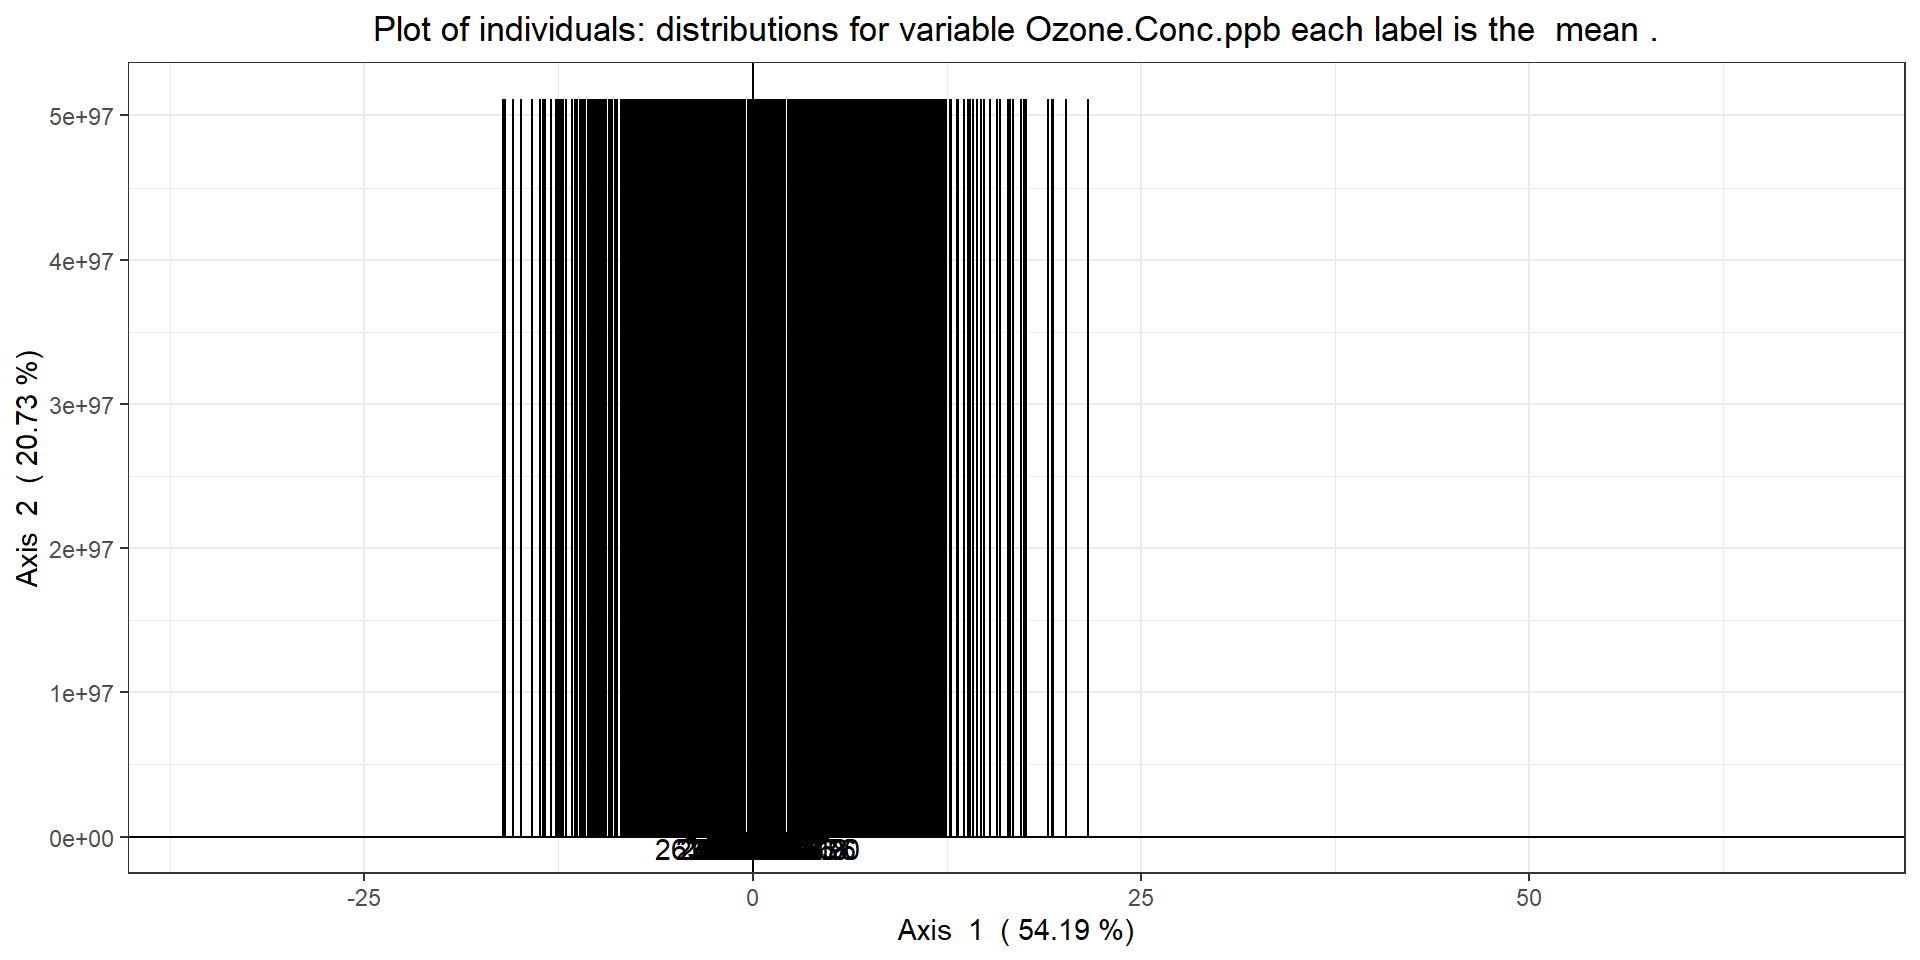 Plot of individuals: distributions for variable Ozone.Conc.ppb each label is the  mean .
5e+97
4e+97
3e+97
2e+97
1e+97
0e+00
Axis  2  ( 20.73 %)
-25
0
25
50
Axis  1  ( 54.19 %)